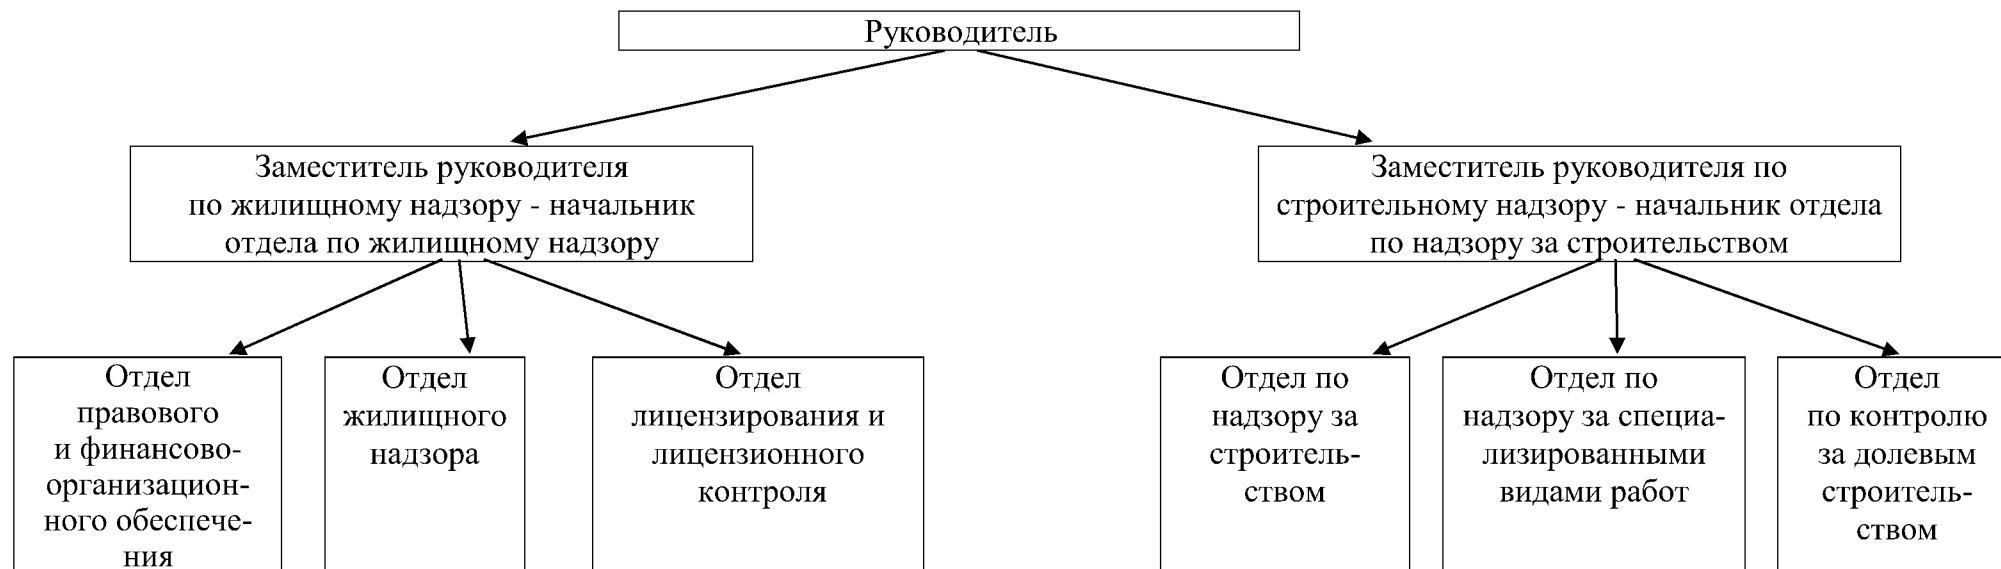 Руководитель
Заместитель руководителя
по жилищному надзору - начальник
отдела по жилищному надзору
Заместитель руководителя по
строительному надзору - начальник отдела
по надзору за строительством
Отдел
правового
и финансово-
организацион-
ного обеспече-
ния
Отдел
жилищного
надзора
Отдел
лицензирования и
лицензионного
контроля
Отдел по
надзору за
строитель-
ством
Отдел по
надзору за специа-
лизированными
видами работ
Отдел
по контролю
за долевым
строитель-
ством